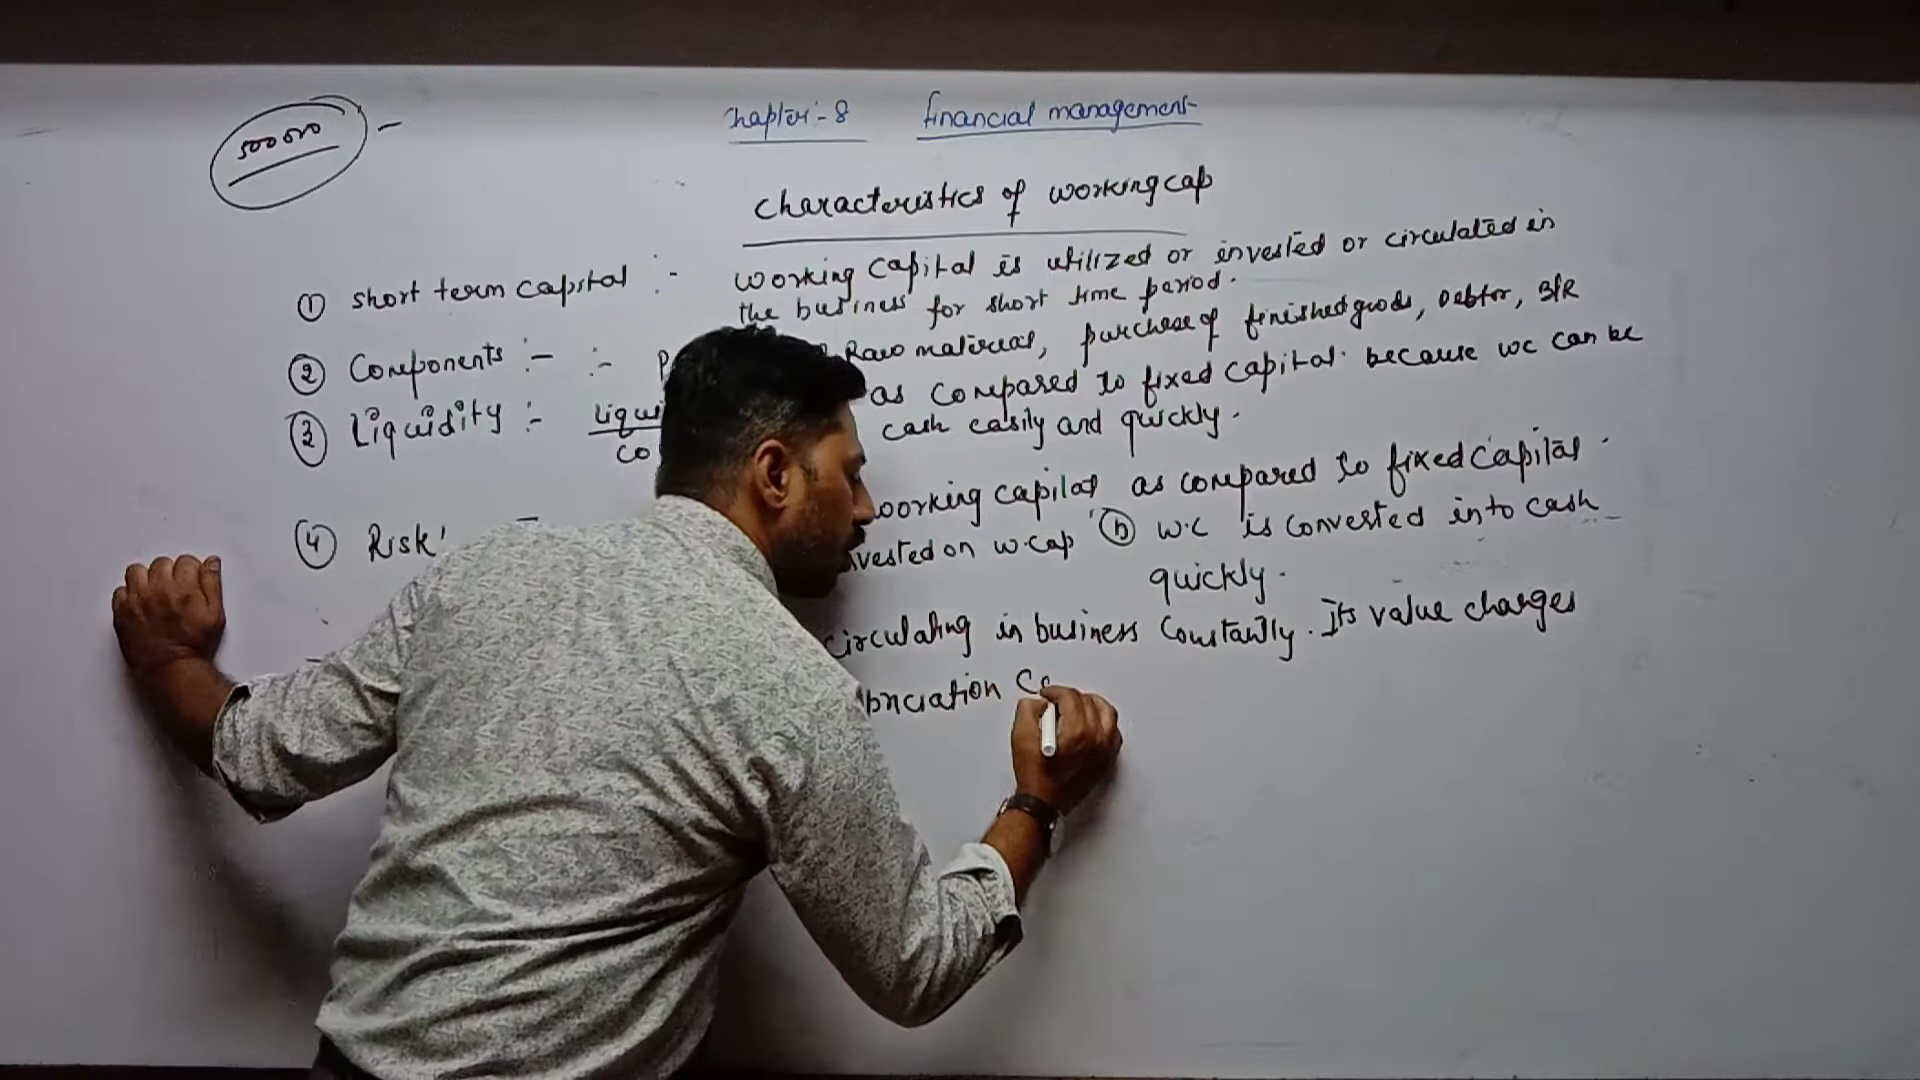 500000 -
Chapter-8 financial management
Characteristics of working cap
① short term capital :- working capital is utilized or invested or circulated in
the business for short time period.
② Components :- :- Raw material, purchase of finished goods, Debtor, B/R
③ Liquidity :- as compared to fixed capital. because wc can be
cash easily and quickly.
④ Risk' - working capital as compared to fixed capital.
on w.cap ⓑ w.c is converted into cash
quickly.
circulating in business constantly. Its value changes